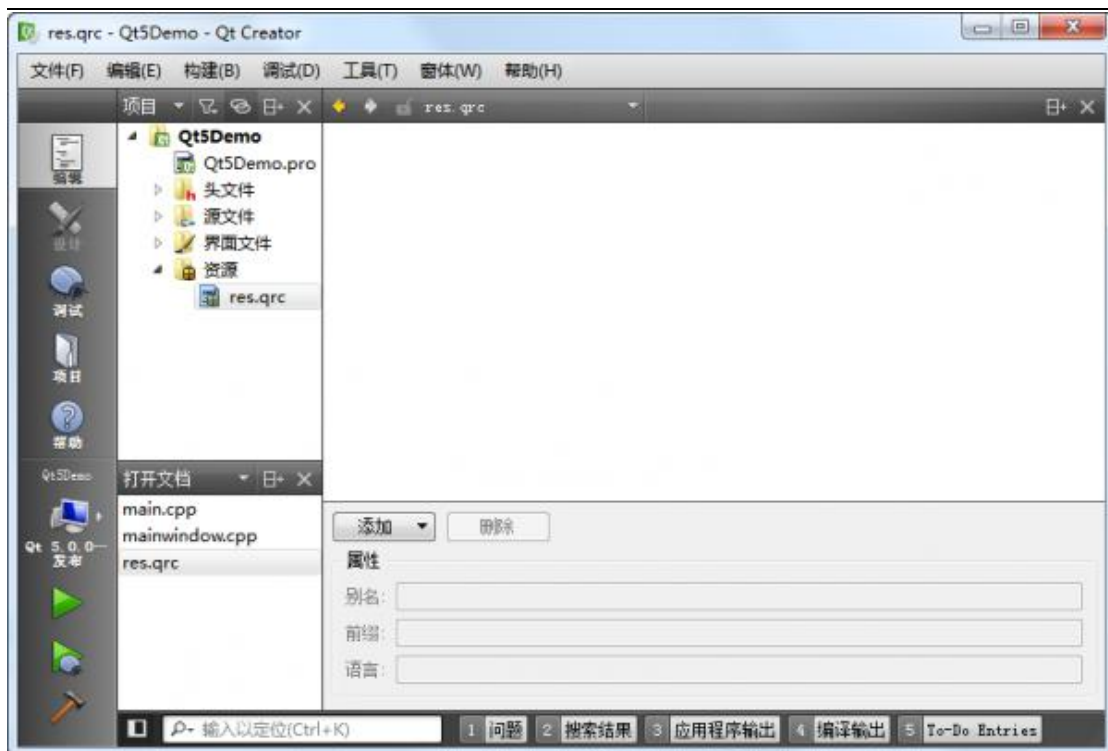 res.qrc - Qt5Demo - Qt Creator
文件(F) 编辑(E) 构建(B) 调试(D) 工具(T) 窗体(W) 帮助(H)
项目 res.qrc
编辑
设计
调试
项目
帮助
Qt5Demo
Qt 5.0.0—
发布
Qt5Demo
Qt5Demo.pro
头文件
源文件
界面文件
资源
res.qrc
打开文档
main.cpp
mainwindow.cpp
res.qrc
添加 删除
属性
别名:
前缀:
语言:
输入以定位(Ctrl+K) 1 问题 2 搜索结果 3 应用程序输出 4 编译输出 5 To-Do Entries